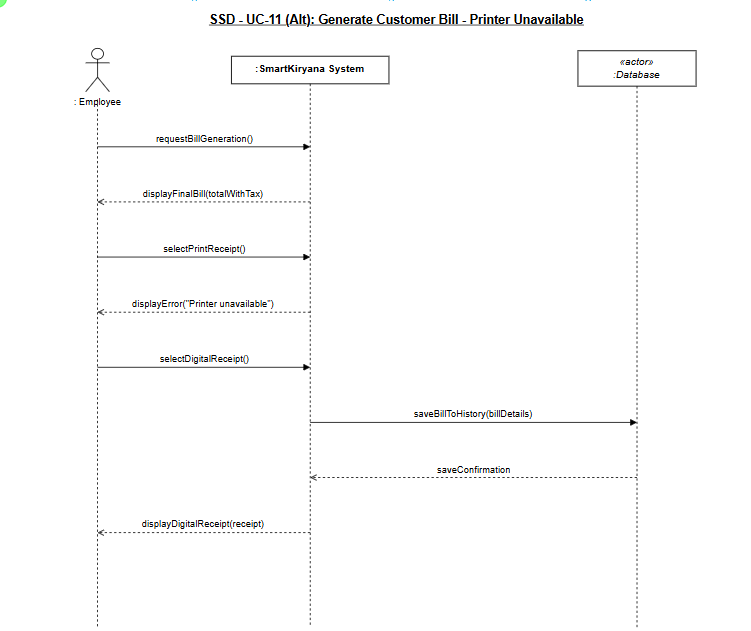 SSD - UC-11 (Alt): Generate Customer Bill - Printer Unavailable
: Employee
:SmartKiryana System
«actor»
:Database
requestBillGeneration()
displayFinalBill(totalWithTax)
selectPrintReceipt()
displayError("Printer unavailable")
selectDigitalReceipt()
saveBillToHistory(billDetails)
saveConfirmation
displayDigitalReceipt(receipt)